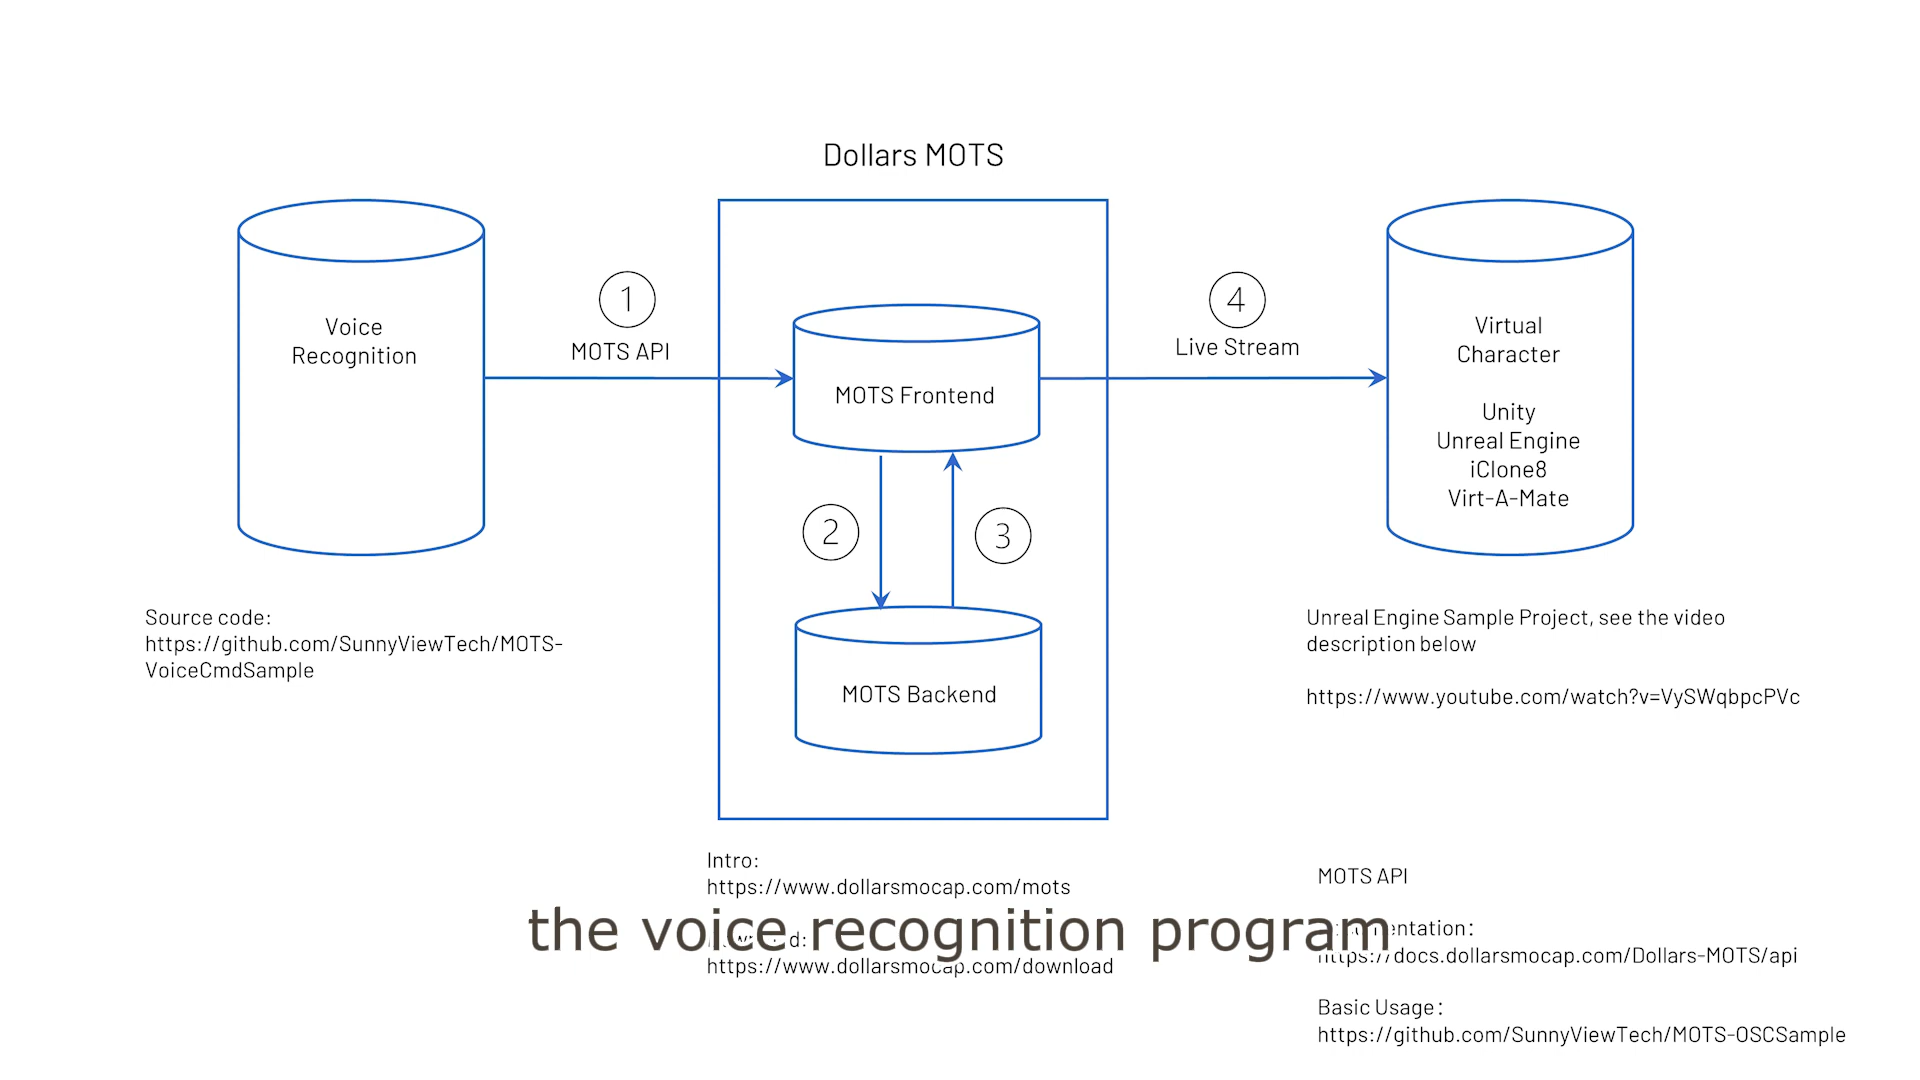 Dollars MOTS
Voice
Recognition
1
MOTS API
MOTS Frontend
4
Live Stream
Virtual
Character
Unity
Unreal Engine
iClone8
Virt-A-Mate
2
3
MOTS Backend
Source code:
https://github.com/SunnyViewTech/MOTS-
VoiceCmdSample
Unreal Engine Sample Project, see the video
description below
https://www.youtube.com/watch?v=VySWqbpcPVc
Intro:
https://www.dollarsmocap.com/mots
https://www.dollarsmocap.com/download
the voice recognition program
MOTS API
https://docs.dollarsmocap.com/Dollars-MOTS/api
Basic Usage:
https://github.com/SunnyViewTech/MOTS-OSCSample